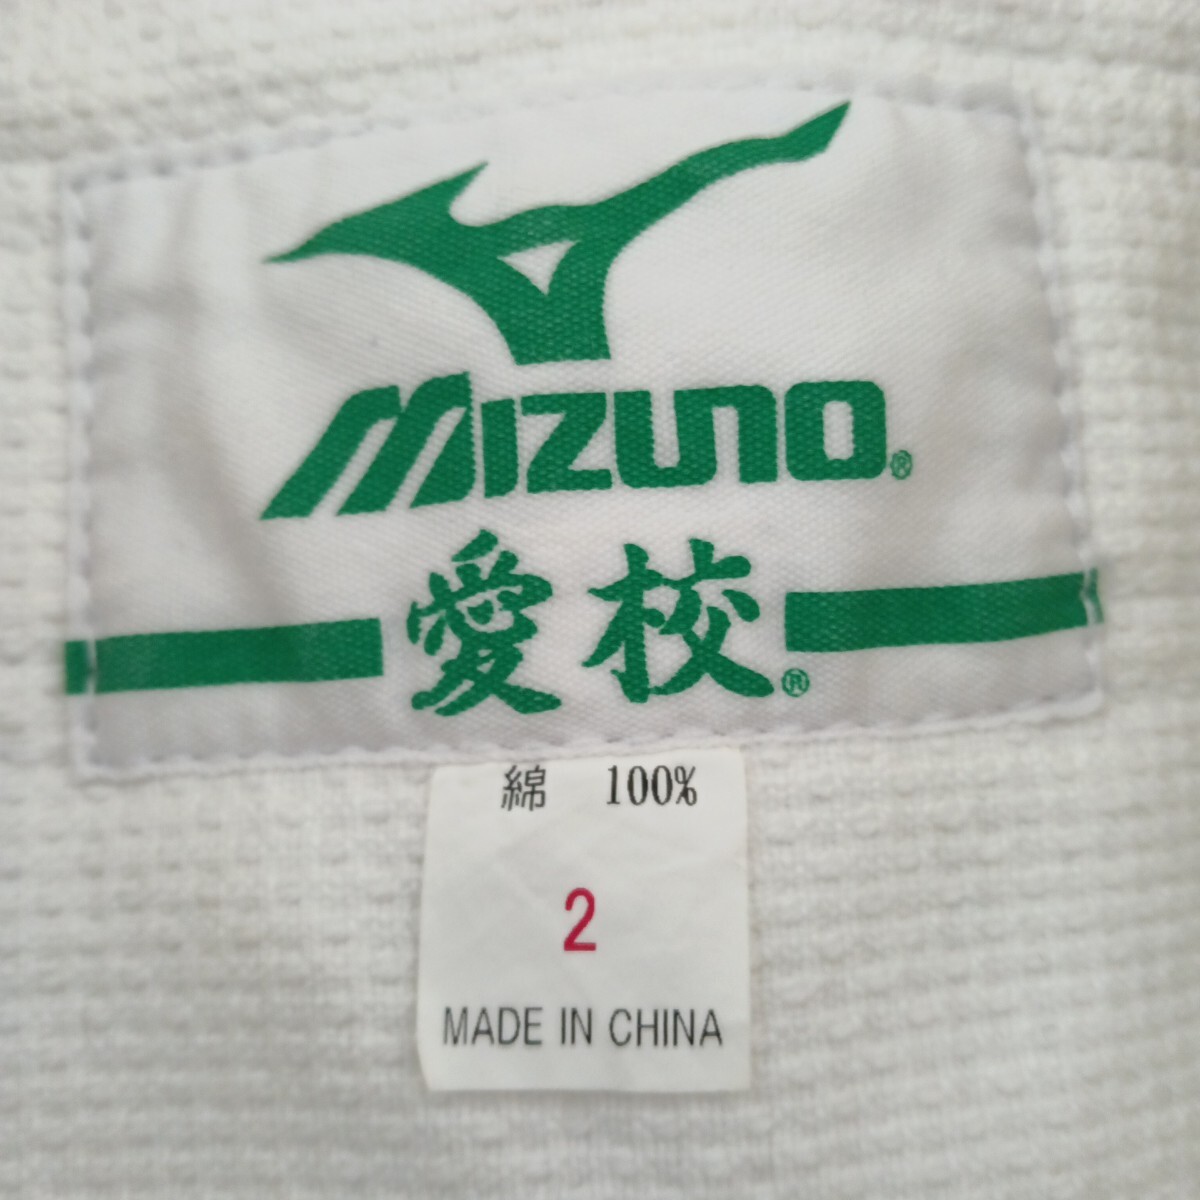 MIZUNO®
愛校®
綿 100%
2
MADE IN CHINA